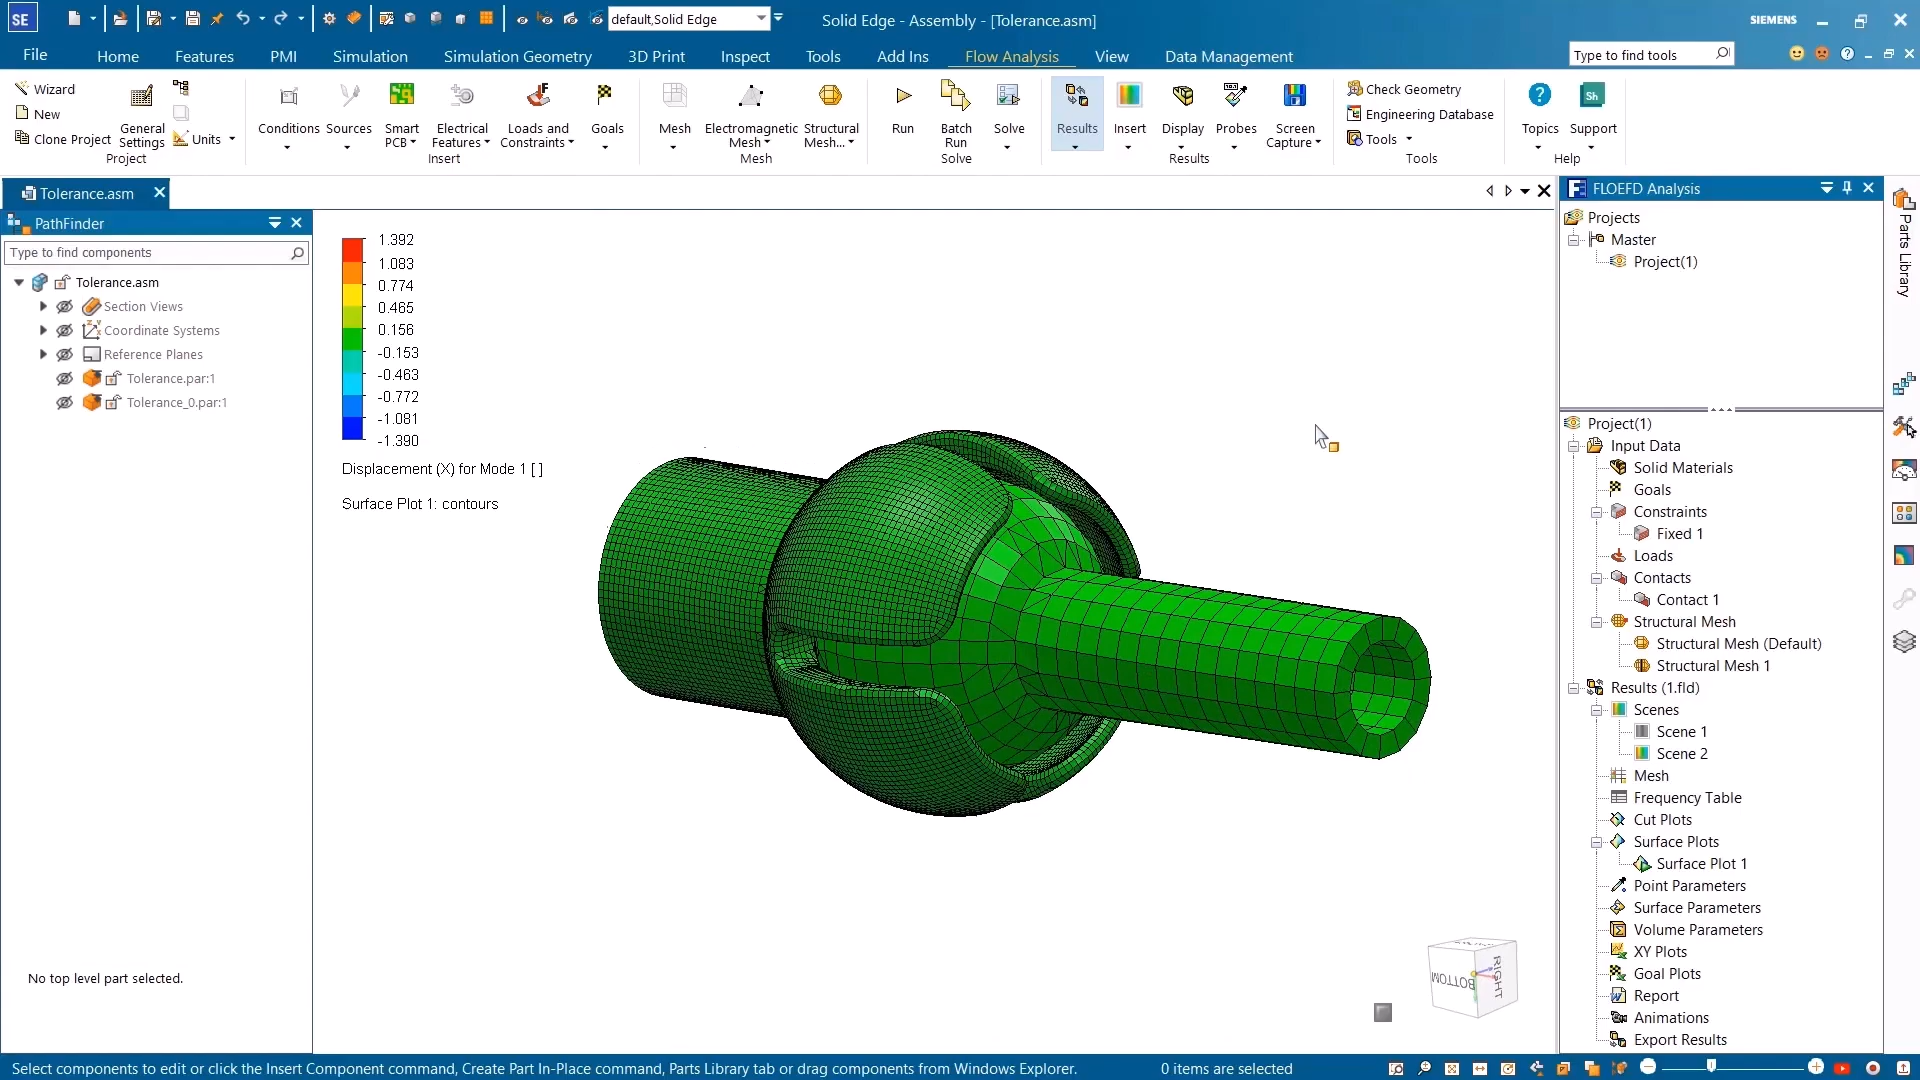 SE
default,Solid Edge
Solid Edge - Assembly - [Tolerance.asm]
SIEMENS
File
Home
Features
PMI
Simulation
Simulation Geometry
3D Print
Inspect
Tools
Add Ins
Flow Analysis
View
Data Management
Type to find tools
Wizard
New
Clone Project
General Settings
Units
Project
Conditions
Sources
Smart PCB
Electrical Features
Loads and Constraints
Goals
Insert
Mesh
Electromagnetic Mesh
Structural Mesh...
Mesh
Run
Batch Run
Solve
Solve
Results
Insert
Display
Probes
Screen Capture
Results
Check Geometry
Engineering Database
Tools
Tools
Topics
Sh
Support
Help
Tolerance.asm
PathFinder
Type to find components
Tolerance.asm
Section Views
Coordinate Systems
Reference Planes
Tolerance.par:1
Tolerance_0.par:1
No top level part selected.
1.392
1.083
0.774
0.465
0.156
-0.153
-0.463
-0.772
-1.081
-1.390
Displacement (X) for Mode 1 [ ]
Surface Plot 1: contours
BOTTOM
RIGHT
FLOEFD Analysis
Projects
Master
Project(1)
Project(1)
Input Data
Solid Materials
Goals
Constraints
Fixed 1
Loads
Contacts
Contact 1
Structural Mesh
Structural Mesh (Default)
Structural Mesh 1
Results (1.fld)
Scenes
Scene 1
Scene 2
Mesh
Frequency Table
Cut Plots
Surface Plots
Surface Plot 1
Point Parameters
Surface Parameters
Volume Parameters
XY Plots
Goal Plots
Report
Animations
Export Results
Parts Library
Select components to edit or click the Insert Component command, Create Part In-Place command, Parts Library tab or drag components from Windows Explorer.
0 items are selected